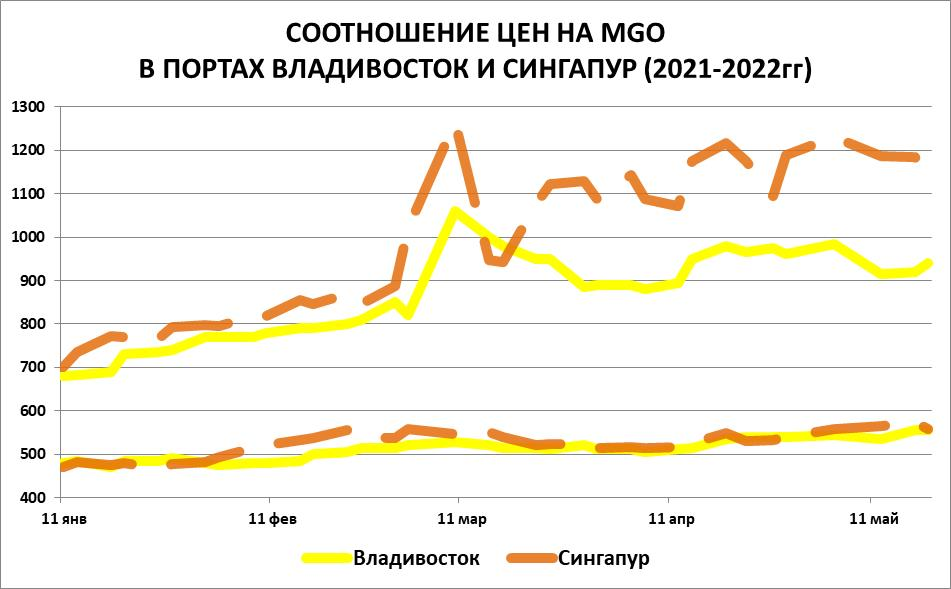 СООТНОШЕНИЕ ЦЕН НА MGO
В ПОРТАХ ВЛАДИВОСТОК И СИНГАПУР (2021-2022гг)
1300
1200
1100
1000
900
800
700
600
500
400
11 янв 11 фев 11 мар 11 апр 11 май
Владивосток Сингапур